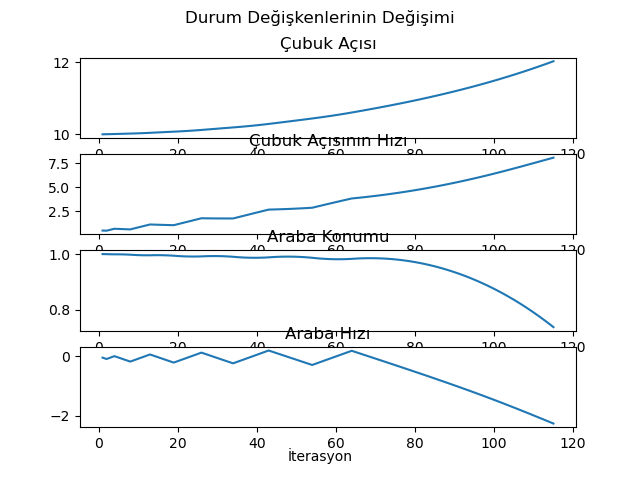 Durum Değişkenlerinin Değişimi
Çubuk Açısı
12
10
0 20 40 60 80 100 120
Çubuk Açısının Hızı
7.5
5.0
2.5
0 20 40 60 80 100 120
Araba Konumu
1.0
0.8
0 20 40 60 80 100 120
Araba Hızı
0
−2
0 20 40 60 80 100 120
İterasyon